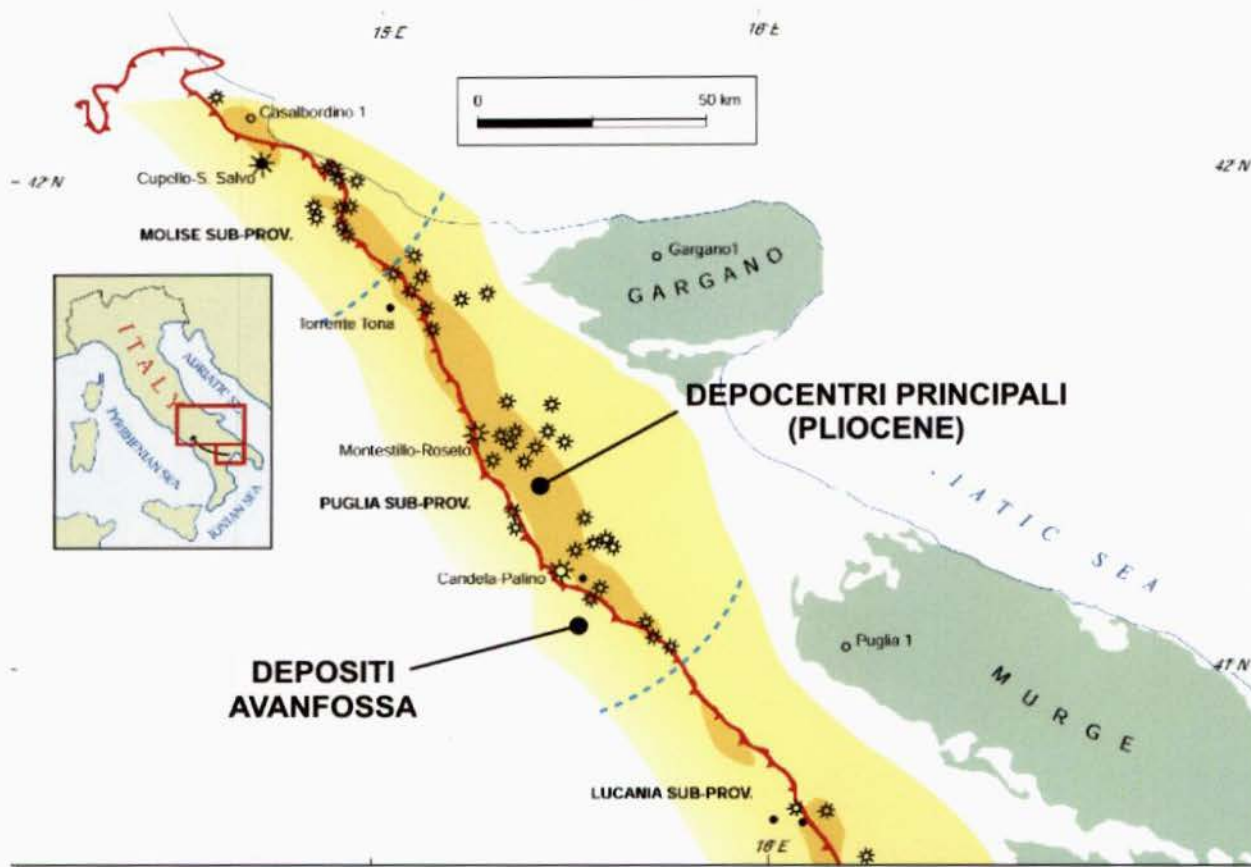 15°E
16°E
0 50 km
Casalbordino 1
42°N
42°N
Cupello-S. Salvo
MOLISE SUB-PROV.
Gargano1
GARGANO
Torrente Tona
ITALY
ADRIATIC S
TYRRHENIAN SEA
IONIAN SEA
DEPOCENTRI PRINCIPALI
(PLIOCENE)
Montestillo-Roseto
PUGLIA SUB-PROV.
IATIC SEA
Candela-Palino
Puglia 1
41°N
DEPOSITI
AVANFOSSA
MURGE
LUCANIA SUB-PROV.
16°E